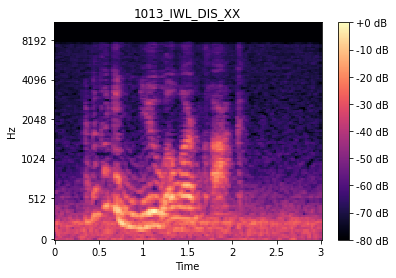 1013_IWL_DIS_XX
+0 dB
8192
-10 dB
4096
-20 dB
-30 dB
Hz
2048
-40 dB
1024
-50 dB
512
-60 dB
-70 dB
0
-80 dB
0 0.5 1 1.5 2 2.5 3
Time